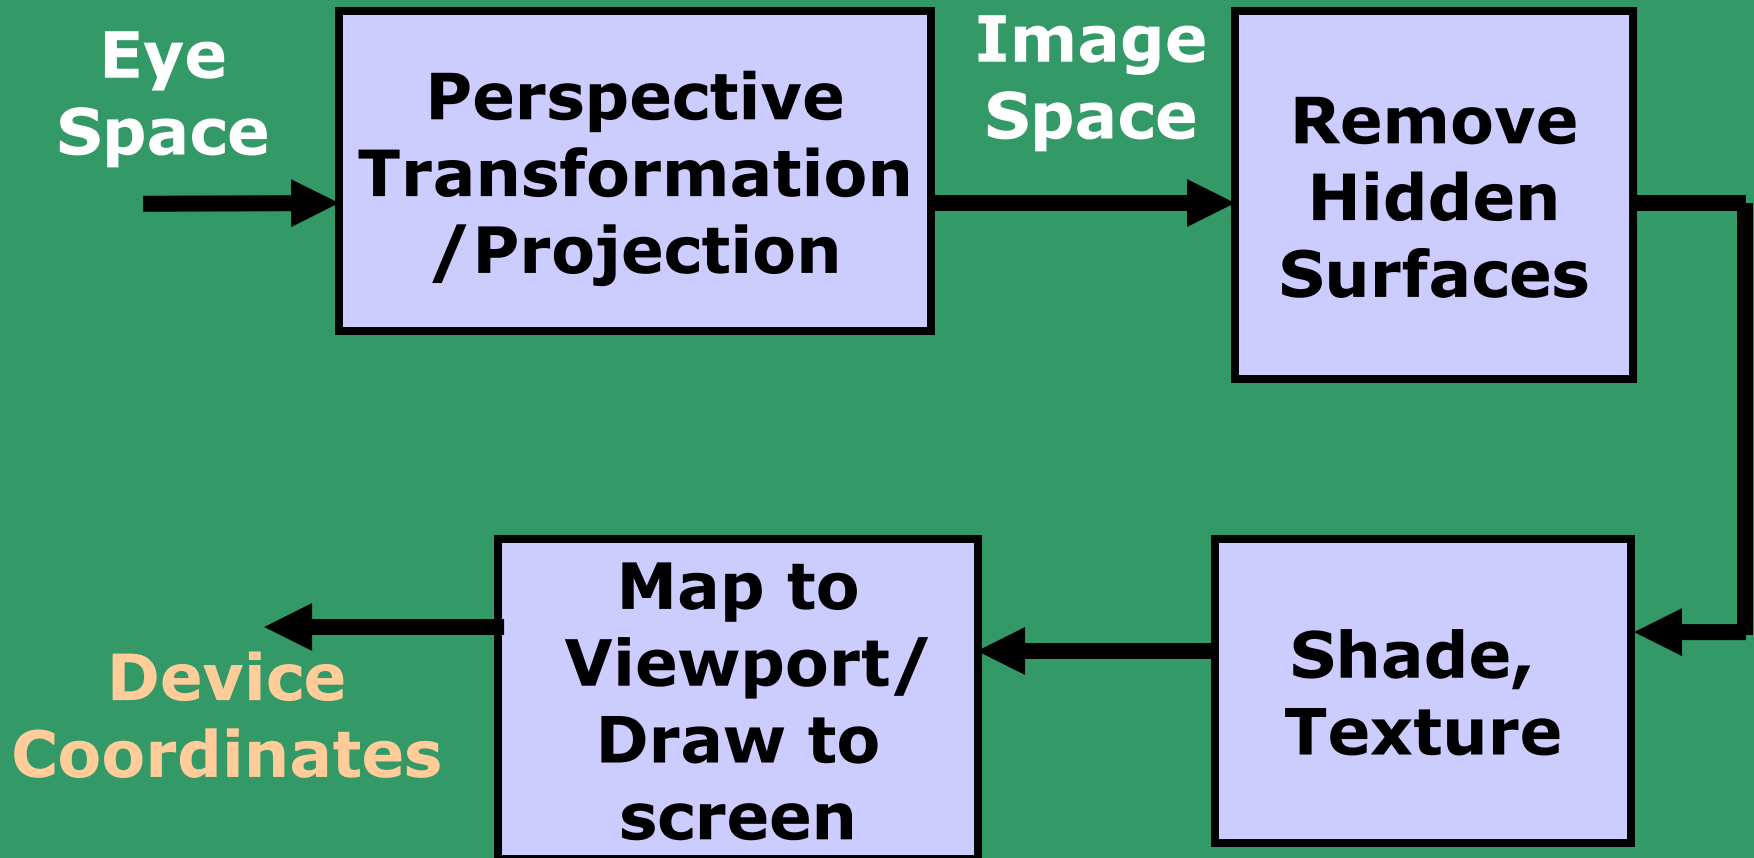 Eye
Space
Perspective
Transformation
/Projection
Image
Space
Remove
Hidden
Surfaces
Shade,
Texture
Map to
Viewport/
Draw to
screen
Device
Coordinates